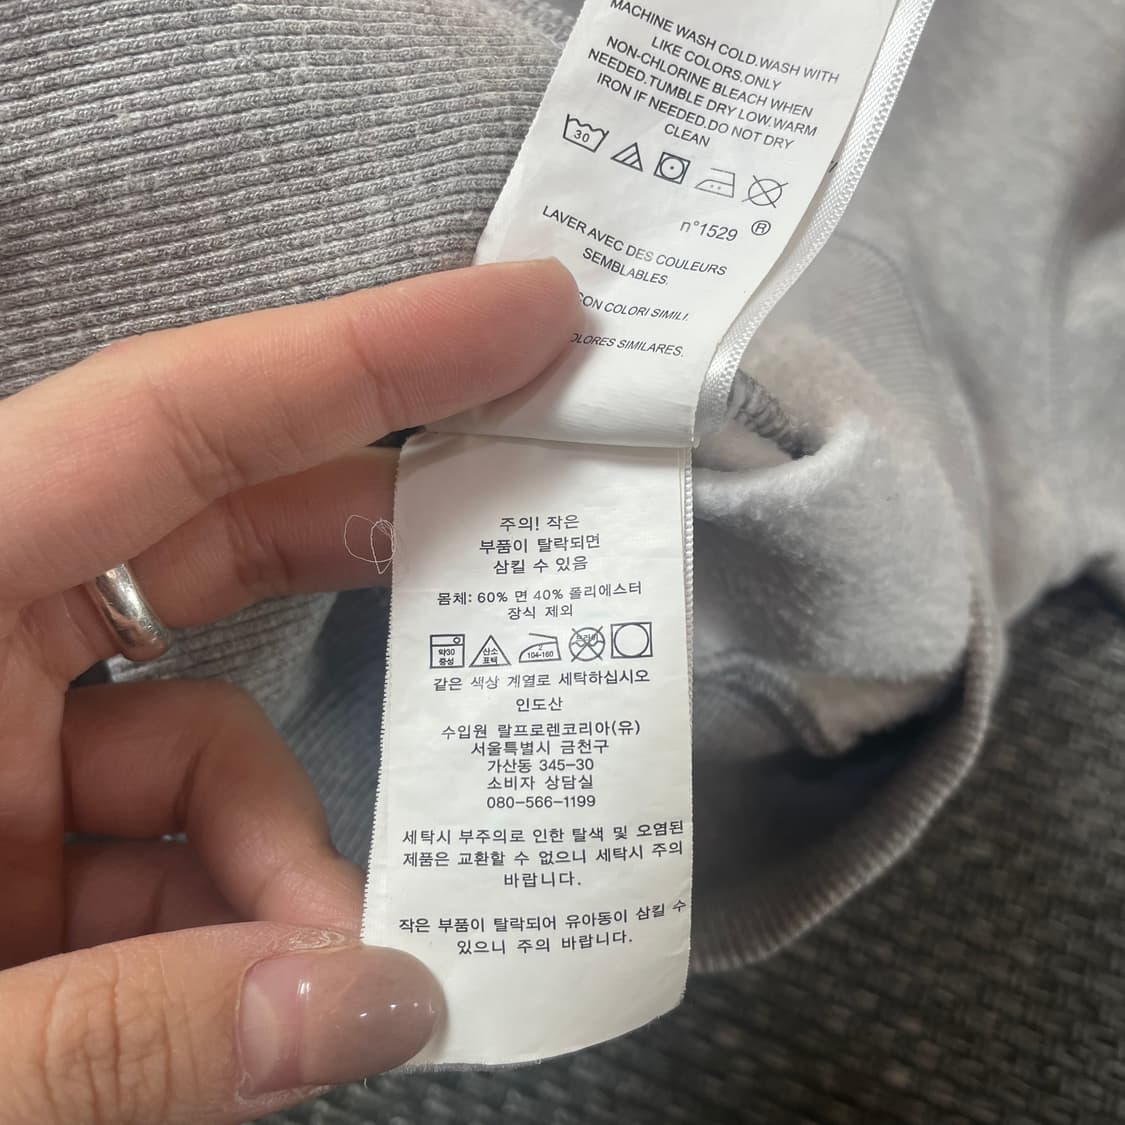 MACHINE WASH COLD.WASH WITH
LIKE COLORS.ONLY
NON-CHLORINE BLEACH WHEN
NEEDED.TUMBLE DRY LOW.WARM
IRON IF NEEDED.DO NOT DRY
CLEAN
30
n°1529 ®
LAVER AVEC DES COULEURS
SEMBLABLES.
CON COLORI SIMILI.
SIMILARES.
주의! 작은
부품이 탈락되면
삼킬 수 있음
몸체: 60% 면 40% 폴리에스터
장식 제외
약30
중성
산소
표택
2
104-160
드라이
같은 색상 계열로 세탁하십시오
인도산
수입원 랄프로렌코리아(유)
서울특별시 금천구
가산동 345-30
소비자 상담실
080-566-1199
세탁시 부주의로 인한 탈색 및 오염된
제품은 교환할 수 없으니 세탁시 주의
바랍니다.
작은 부품이 탈락되어 유아동이 삼킬 수
있으니 주의 바랍니다.